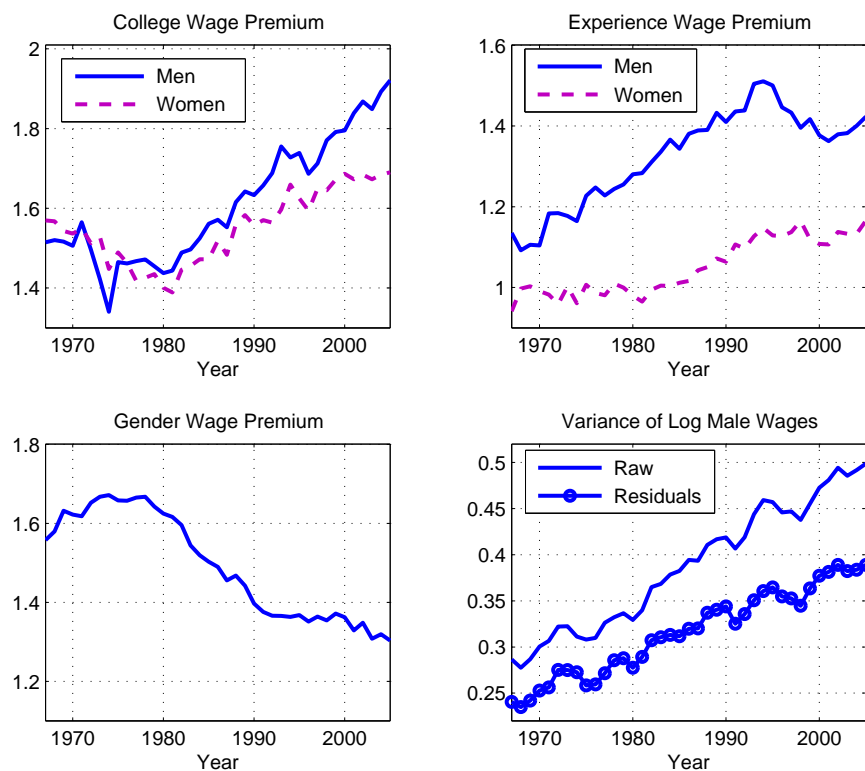 College Wage Premium
2
1.8
1.6
1.4
Men
Women
1970
1980
1990
2000
Year
Experience Wage Premium
1.6
1.4
1.2
1
Men
Women
1970
1980
1990
2000
Year
Gender Wage Premium
1.8
1.6
1.4
1.2
1970
1980
1990
2000
Year
Variance of Log Male Wages
0.5
0.45
0.4
0.35
0.3
0.25
Raw
Residuals
1970
1980
1990
2000
Year